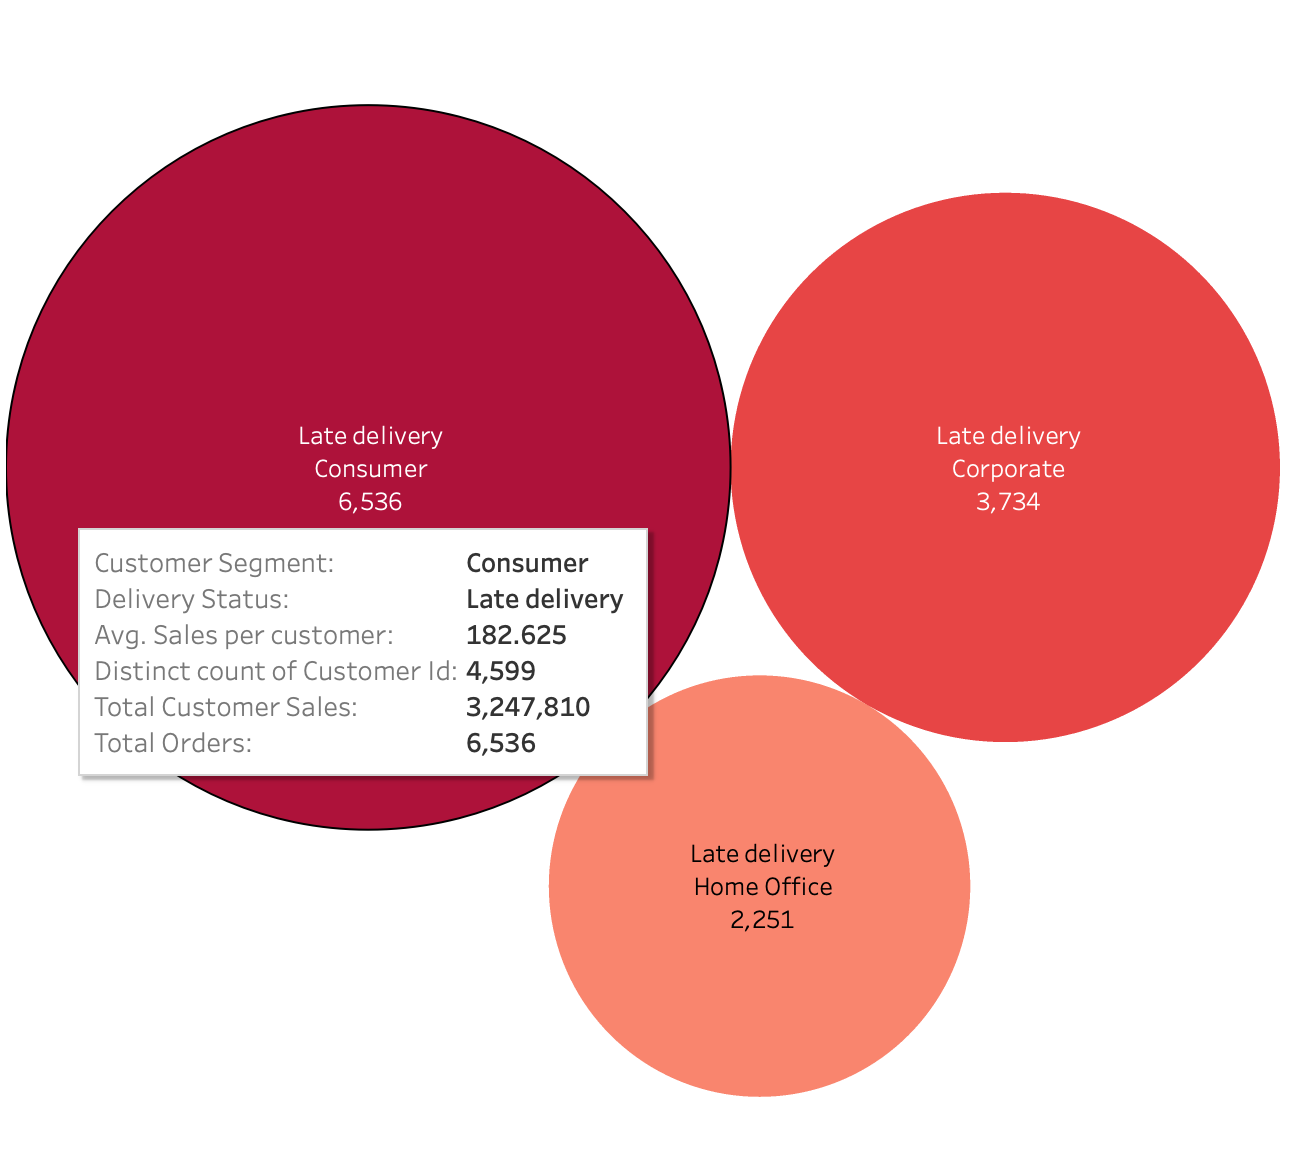 Late delivery
Consumer
6,536
Late delivery
Corporate
3,734
Customer Segment: Consumer
Delivery Status: Late delivery
Avg. Sales per customer: 182.625
Distinct count of Customer Id: 4,599
Total Customer Sales: 3,247,810
Total Orders: 6,536
Late delivery
Home Office
2,251